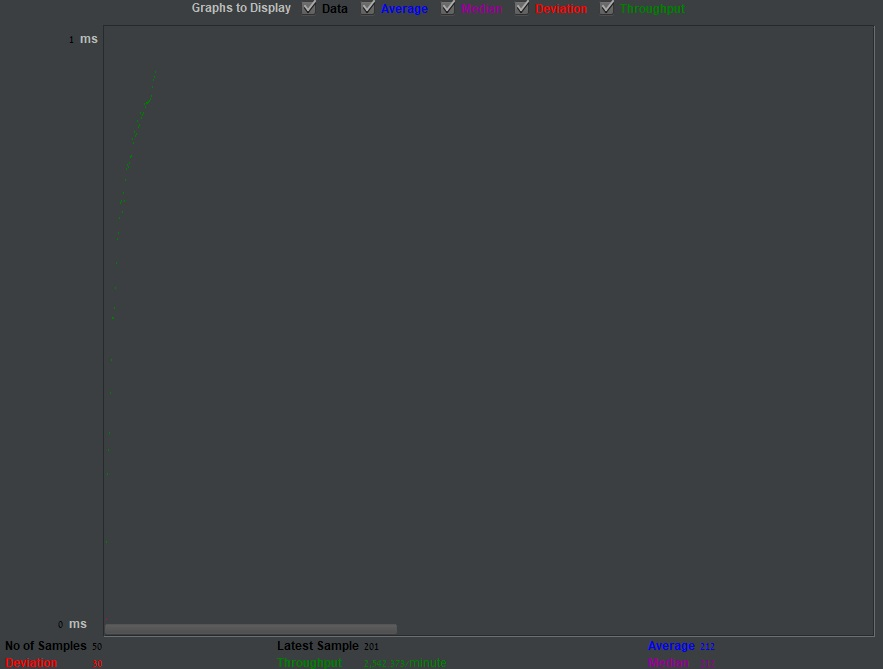 Graphs to Display Data Average Median Deviation Throughput
1 ms
0 ms
No of Samples 50 Latest Sample 201 Average 212
Deviation 30 Throughput Median